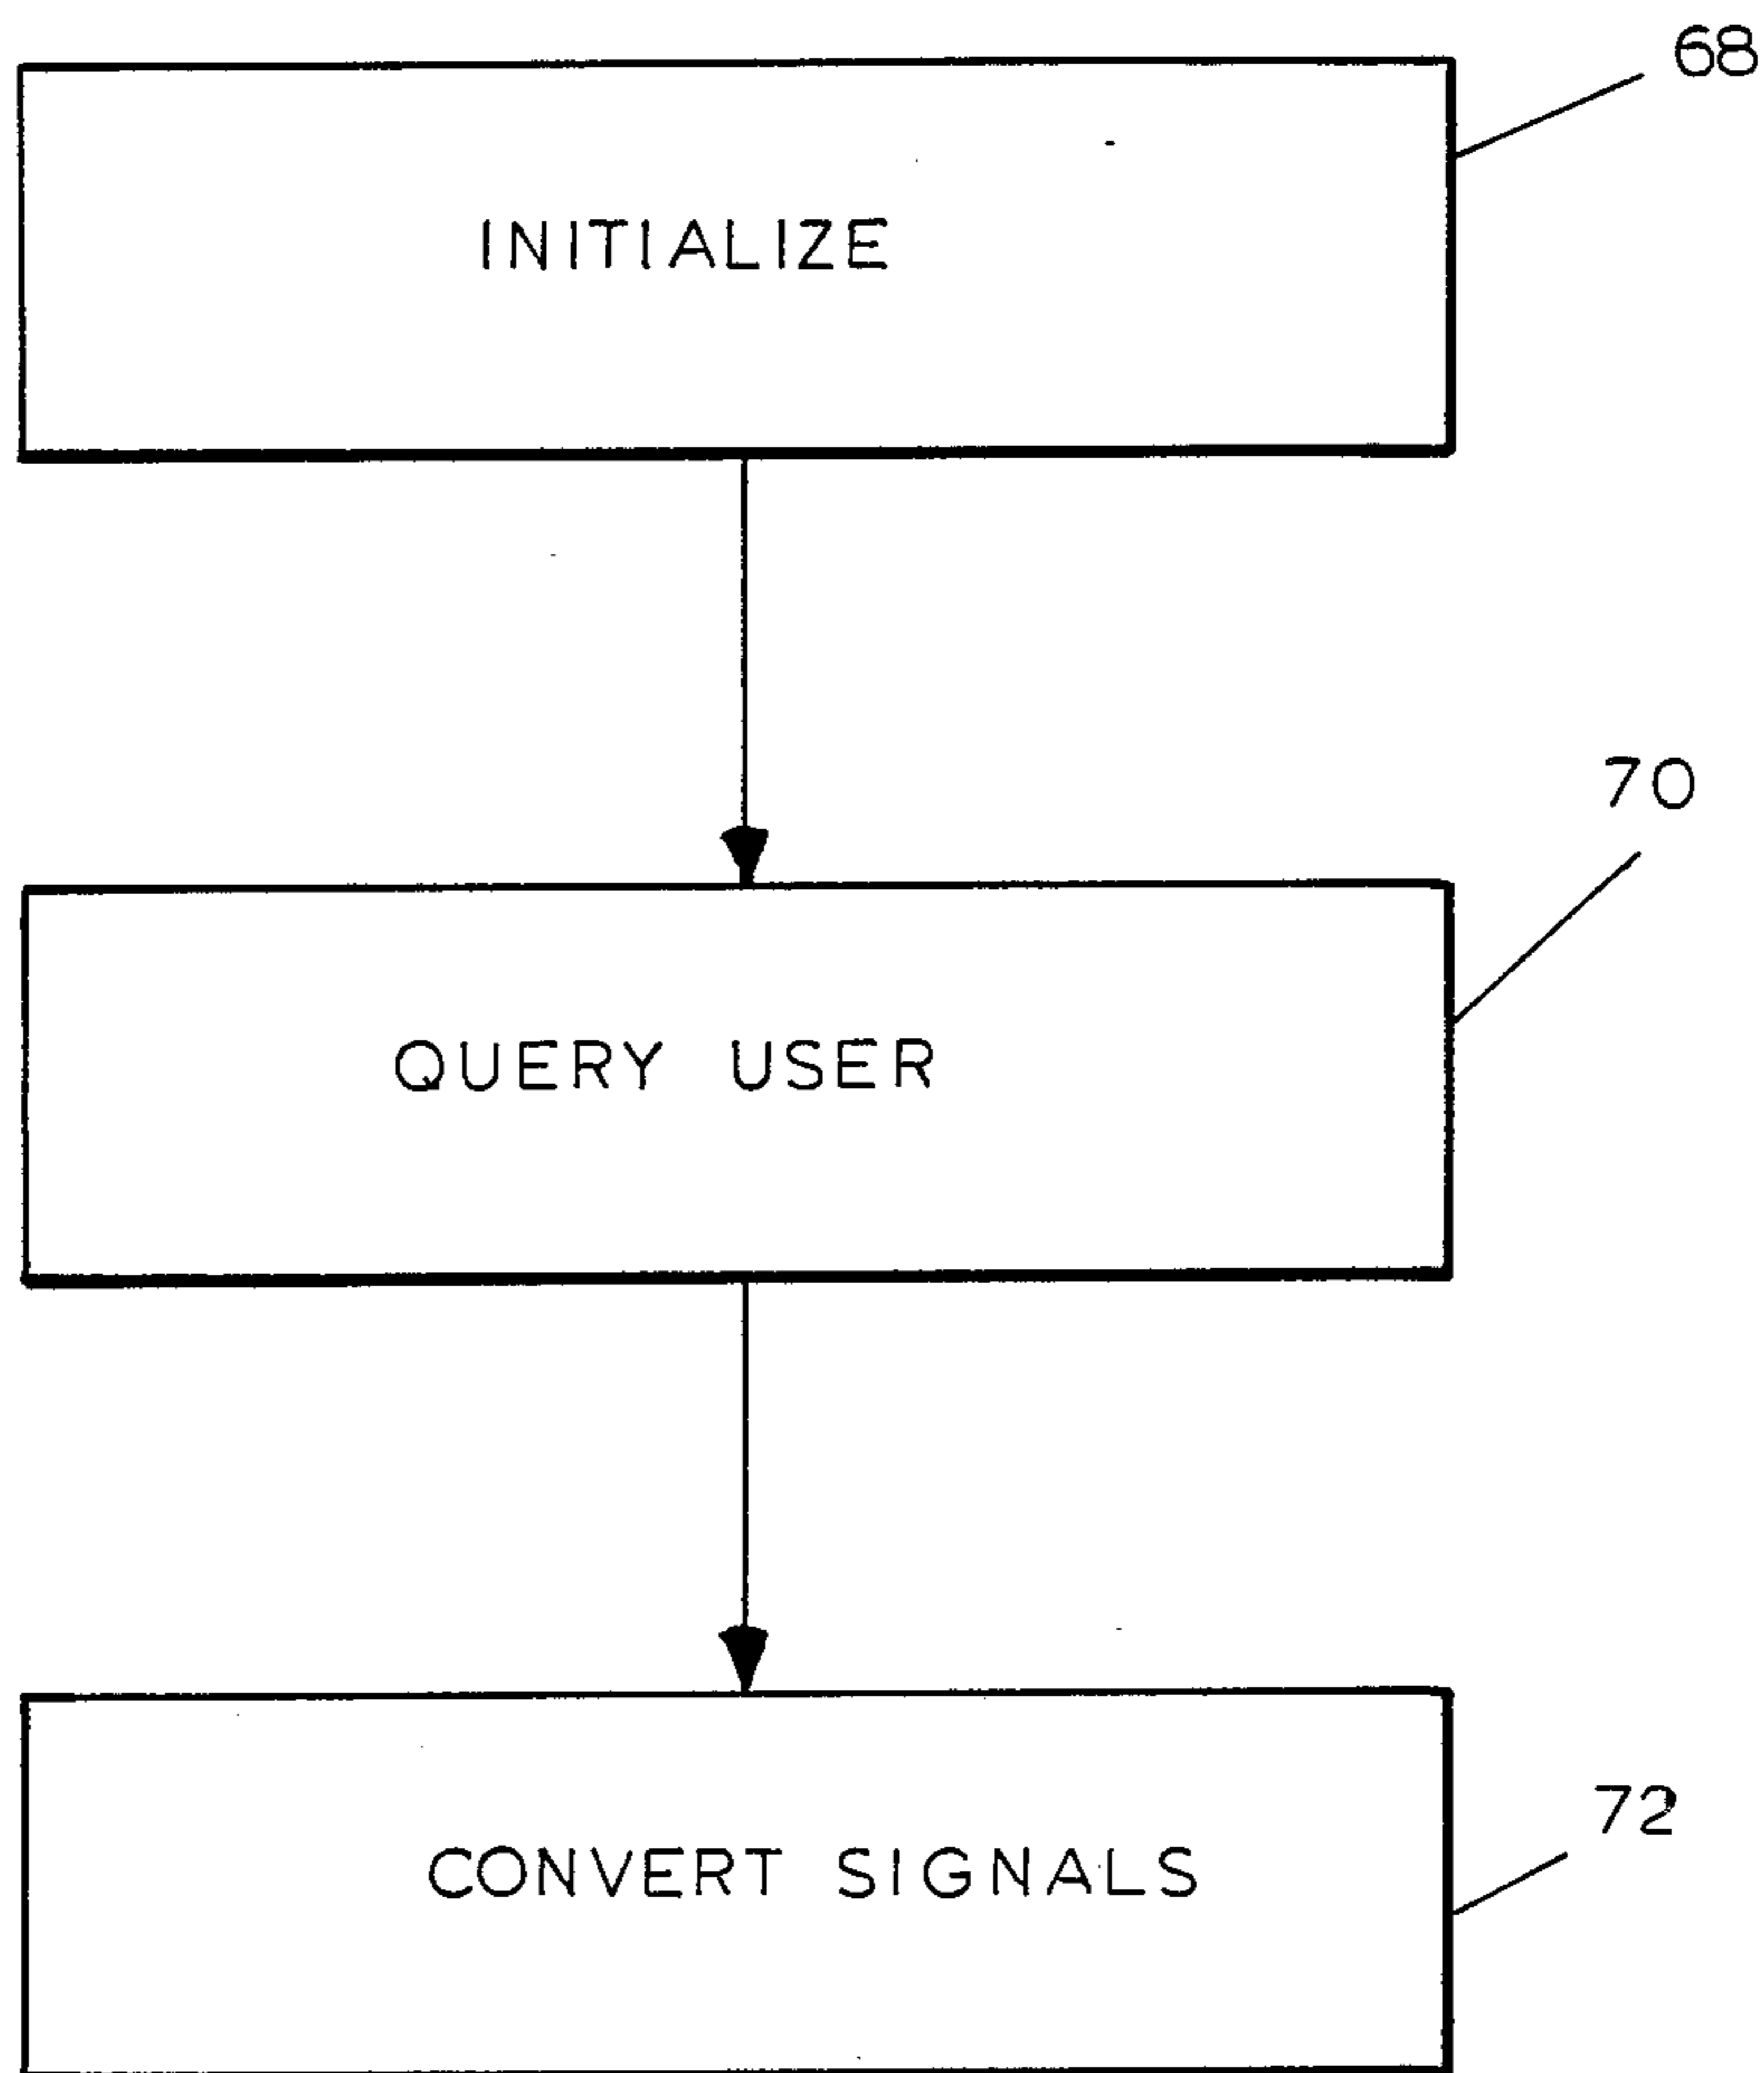 68
INITIALIZE
70
QUERY USER
72
CONVERT SIGNALS